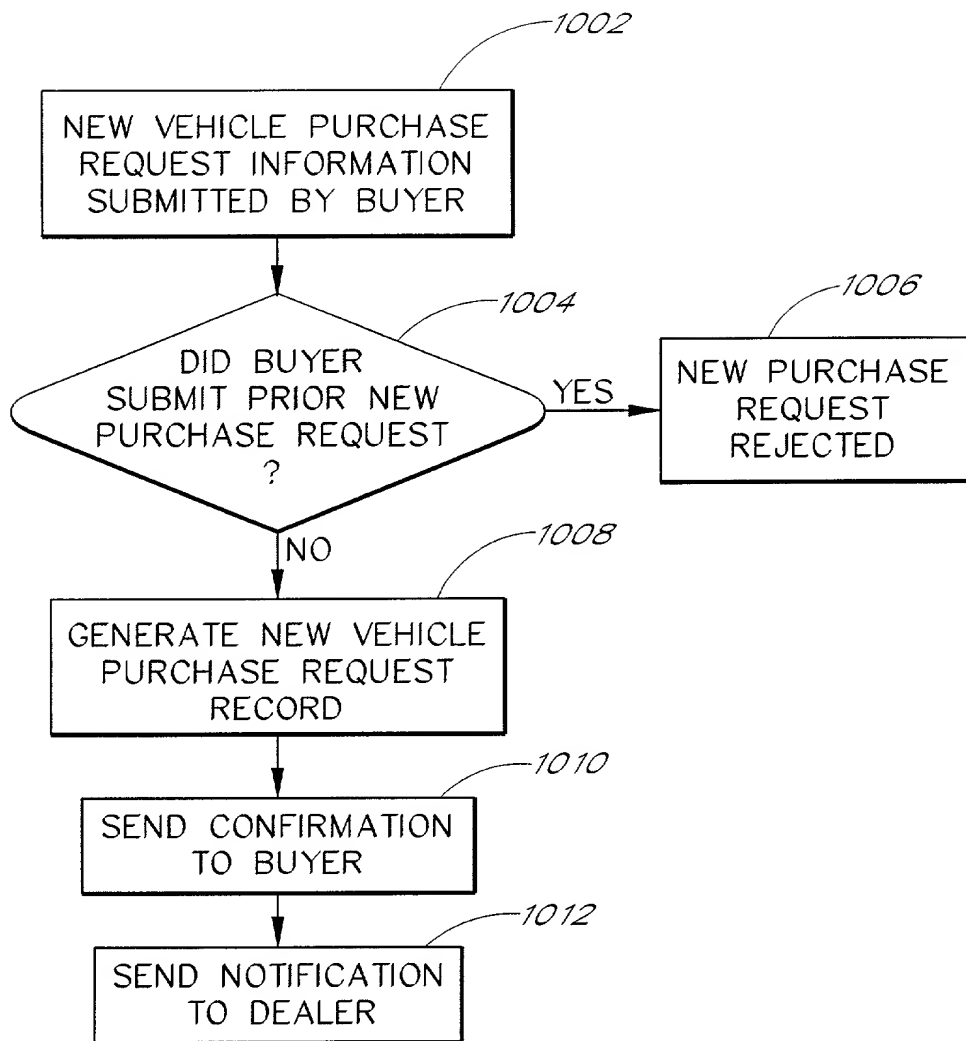 1002
NEW VEHICLE PURCHASE
REQUEST INFORMATION
SUBMITTED BY BUYER
1004
DID BUYER
SUBMIT PRIOR NEW
PURCHASE REQUEST
?
YES
1006
NEW PURCHASE
REQUEST
REJECTED
NO
1008
GENERATE NEW VEHICLE
PURCHASE REQUEST
RECORD
1010
SEND CONFIRMATION
TO BUYER
1012
SEND NOTIFICATION
TO DEALER